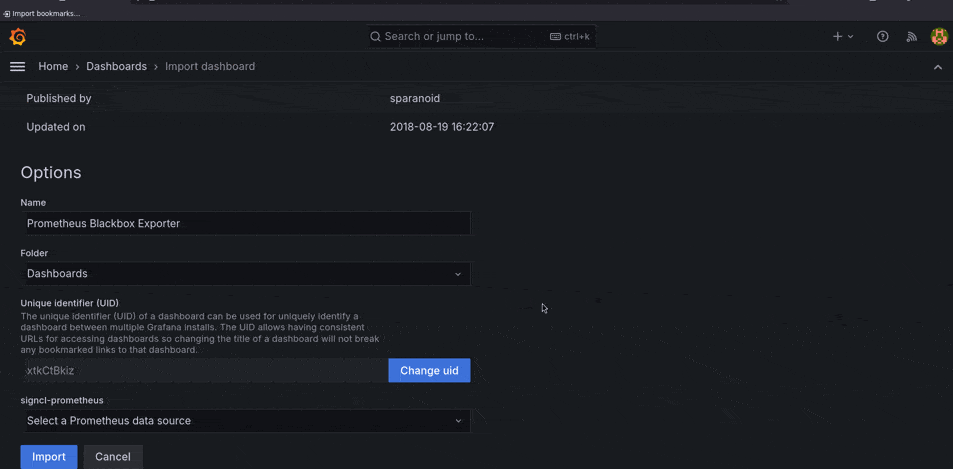 Import bookmarks...
Search or jump to...
ctrl+k
Home
Dashboards
Import dashboard
Published by
sparanoid
Updated on
2018-08-19 16:22:07
Options
Name
Prometheus Blackbox Exporter
Folder
Dashboards
Unique identifier (UID)
The unique identifier (UID) of a dashboard can be used for uniquely identify a
dashboard between multiple Grafana installs. The UID allows having consistent
URLs for accessing dashboards so changing the title of a dashboard will not break
any bookmarked links to that dashboard.
xtkCtBkiz
Change uid
signcl-prometheus
Select a Prometheus data source
Import
Cancel